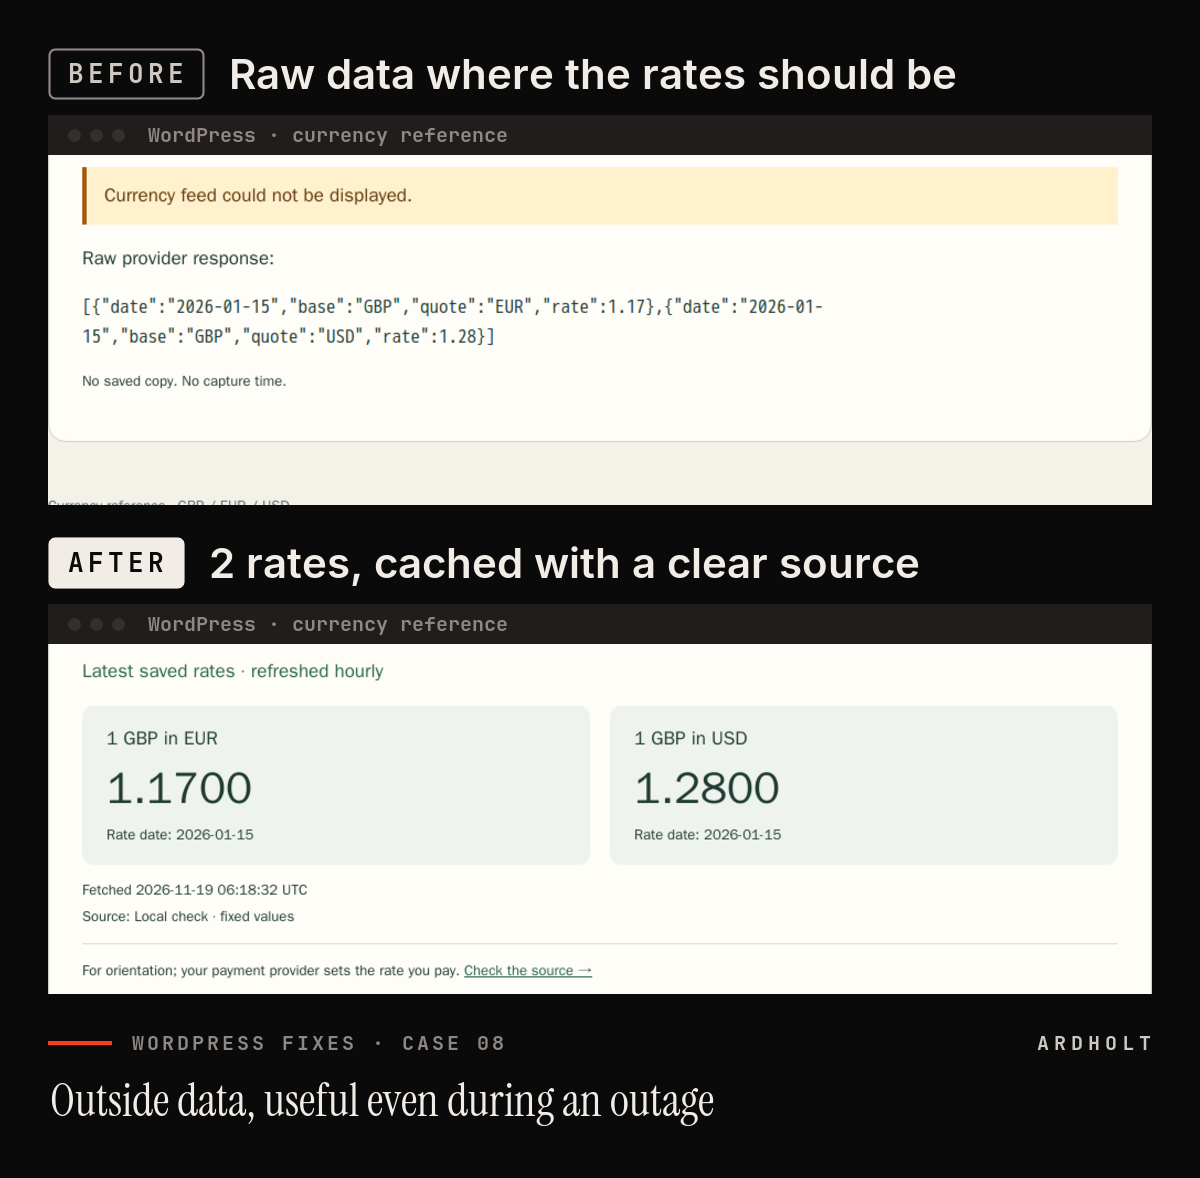 BEFORE Raw data where the rates should be
WordPress · currency reference
Currency feed could not be displayed.
Raw provider response:
[{"date":"2026-01-15","base":"GBP","quote":"EUR","rate":1.17},{"date":"2026-01-
15","base":"GBP","quote":"USD","rate":1.28}]
No saved copy. No capture time.
Currency reference · GBP / EUR / USD
AFTER 2 rates, cached with a clear source
WordPress · currency reference
Latest saved rates · refreshed hourly
1 GBP in EUR
1.1700
Rate date: 2026-01-15
1 GBP in USD
1.2800
Rate date: 2026-01-15
Fetched 2026-11-19 06:18:32 UTC
Source: Local check · fixed values
For orientation; your payment provider sets the rate you pay. Check the source →
WORDPRESS FIXES · CASE 08
ARDHOLT
Outside data, useful even during an outage